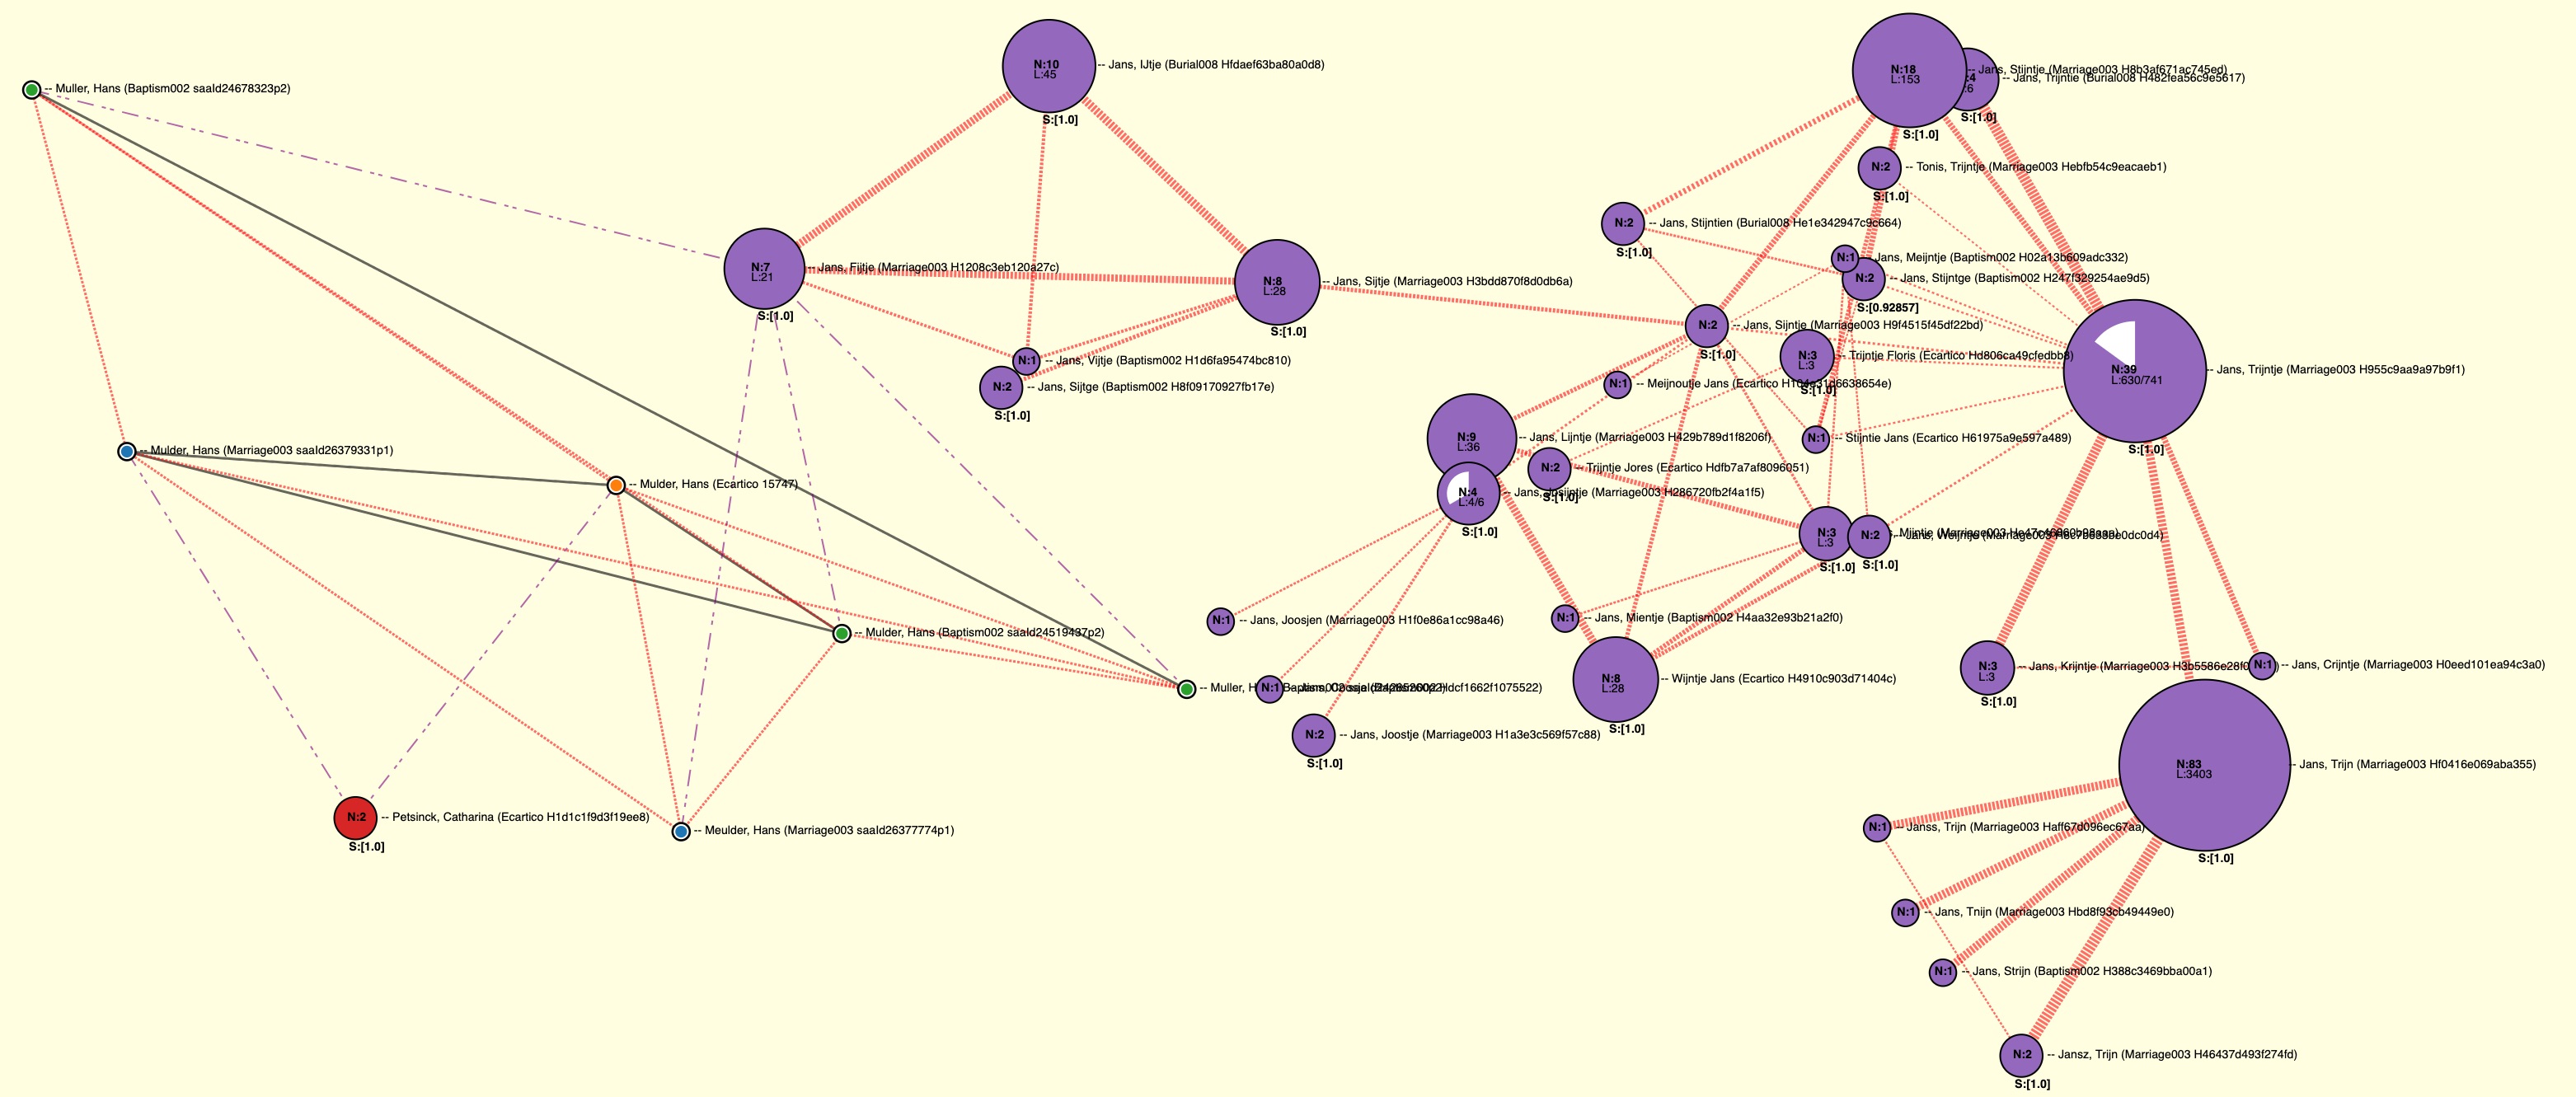 N:10
L:45
-- Jans, IJtje (Burial008 Hfdaef63ba80a0d8)
S:[1.0]
N:18
L:153
-- Jans, Stijntje (Marriage003 H8b3af671ac745ed)
S:[1.0]
-- Jans, Trijntie (Burial008 H482fea56c9e5617)
S:[1.0]
-- Muller, Hans (Baptism002 saaId24678323p2)
N:2
-- Tonis, Trijntje (Marriage003 Hebfb54c9eacaeb1)
S:[1.0]
N:2
-- Jans, Stijntien (Burial008 He1e342947c9c664)
S:[1.0]
N:7
L:21
-- Jans, Fijtje (Marriage003 H1208c3eb120a27c)
S:[1.0]
N:8
L:28
-- Jans, Sijtje (Marriage003 H3bdd870f8d0db6a)
S:[1.0]
N:1
Jans, Meijntje (Baptism002 H02a13b609adc332)
N:2
-- Jans, Stijntge (Baptism002 H247f329254ae9d5)
S:[0.92857]
N:2
-- Jans, Sijntje (Marriage003 H9f4515f45df22bd)
S:[1.0]
N:3
L:3
-- Trijntje Floris (Ecartico Hd806ca49cfedbb8)
S:[1.0]
N:39
L:630/741
-- Jans, Trijntje (Marriage003 H955c9aa9a97b9f1)
S:[1.0]
N:1
-- Jans, Vijtje (Baptism002 H1d6fa95474bc810)
N:2
-- Jans, Sijtge (Baptism002 H8f09170927fb17e)
S:[1.0]
N:1
-- Meijnoutje Jans (Ecartico
N:9
L:36
-- Jans, Lijntje (Marriage003 H429b789d1f8206f)
N:1
-- Stijntie Jans (Ecartico H61975a9e597a489)
-- Mulder, Hans (Marriage003 saaId26379331p1)
N:2
-- Trijntje Jores (Ecartico Hdfb7a7af8096051)
S:[1.0]
-- Mulder, Hans (Ecartico 15747)
N:4
L:4/6
-- Jans, Josijntje (Marriage003 H286720fb2f4a1f5)
S:[1.0]
N:3
L:3
S:[1.0]
N:2
S:[1.0]
N:1
-- Jans, Joosjen (Marriage003 H1f0e86a1cc98a46)
N:1
-- Jans, Mientje (Baptism002 H4aa32e93b21a2f0)
-- Mulder, Hans (Baptism002 saaId24519437p2)
N:3
L:3
-- Jans, Krijntje (Marriage003
S:[1.0]
N:1
-- Jans, Crijntje (Marriage003 H0eed101ea94c3a0)
N:8
L:28
-- Wijntje Jans (Ecartico H4910c903d71404c)
S:[1.0]
-- Muller,
N:1
N:2
-- Jans, Joostje (Marriage003 H1a3e3c569f57c88)
S:[1.0]
N:83
L:3403
-- Jans, Trijn (Marriage003 Hf0416e069aba355)
S:[1.0]
N:2
-- Petsinck, Catharina (Ecartico H1d1c1f9d3f19ee8)
S:[1.0]
-- Meulder, Hans (Marriage003 saaId26377774p1)
N:1
-- Janss, Trijn (Marriage003 Haff67d096ec67aa)
N:1
-- Jans, Tnijn (Marriage003 Hbd8f93cb49449e0)
N:1
-- Jans, Strijn (Baptism002 H388c3469bba00a1)
N:2
-- Jansz, Trijn (Marriage003 H46437d493f274fd)
S:[1.0]